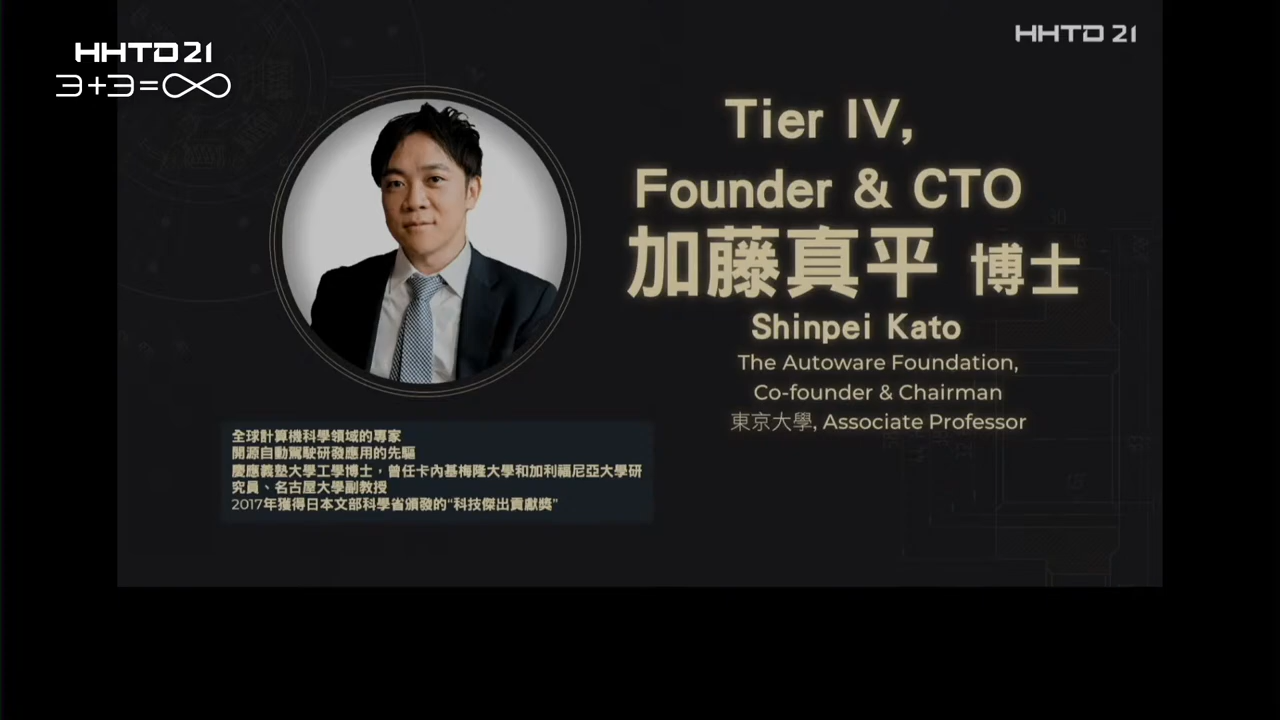 HHTD 21
3+3=∞
HHTD 21
Tier IV,
Founder & CTO
加藤真平 博士
Shinpei Kato
The Autoware Foundation,
Co-founder & Chairman
東京大學, Associate Professor
全球計算機科學領域的專家
開源自動駕駛研發應用的先驅
慶應義塾大學工學博士，曾任卡內基梅隆大學和加利福尼亞大學研
究員、名古屋大學副教授
2017年獲得日本文部科學省頒發的“科技傑出貢獻獎”